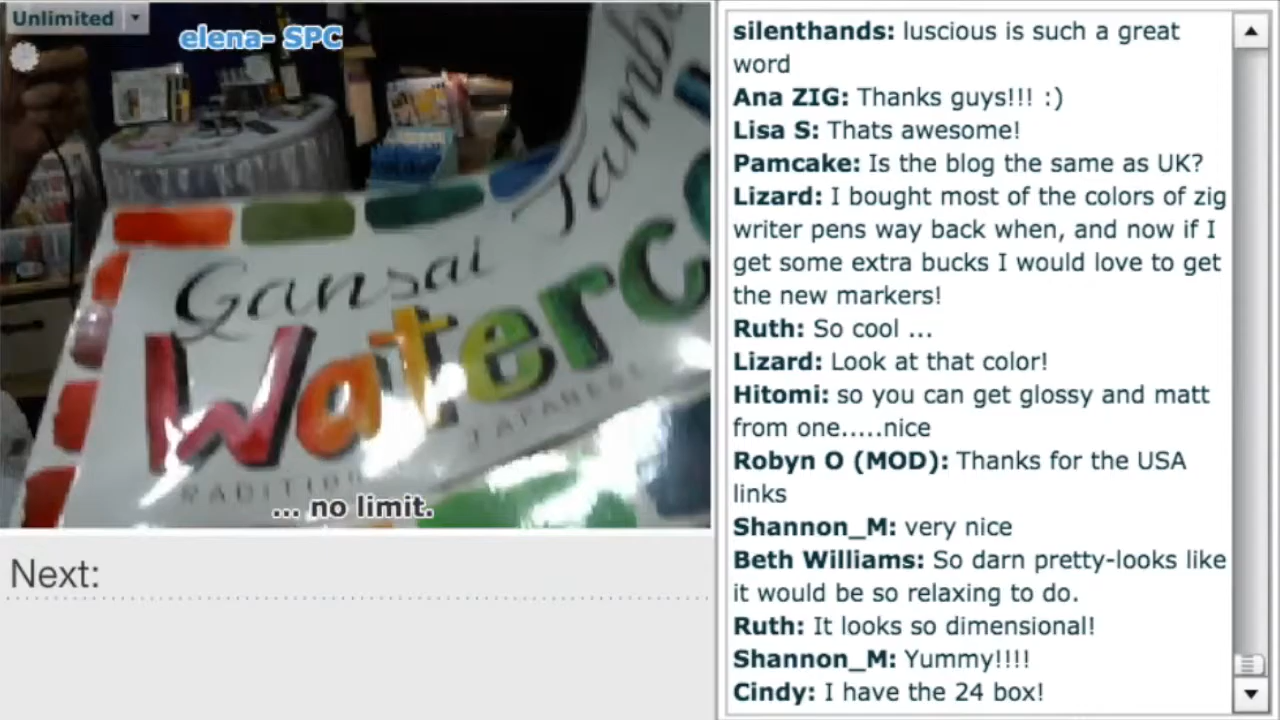 Unlimited
elena- SPC
Gansai Tambi
Waterc
JAPANESE
... no limit.
Next:
silenthands: luscious is such a great
word
Ana ZIG: Thanks guys!!! :)
Lisa S: Thats awesome!
Pamcake: Is the blog the same as UK?
Lizard: I bought most of the colors of zig
writer pens way back when, and now if I
get some extra bucks I would love to get
the new markers!
Ruth: So cool ...
Lizard: Look at that color!
Hitomi: so you can get glossy and matt
from one.....nice
Robyn O (MOD): Thanks for the USA
links
Shannon_M: very nice
Beth Williams: So darn pretty-looks like
it would be so relaxing to do.
Ruth: It looks so dimensional!
Shannon_M: Yummy!!!!
Cindy: I have the 24 box!